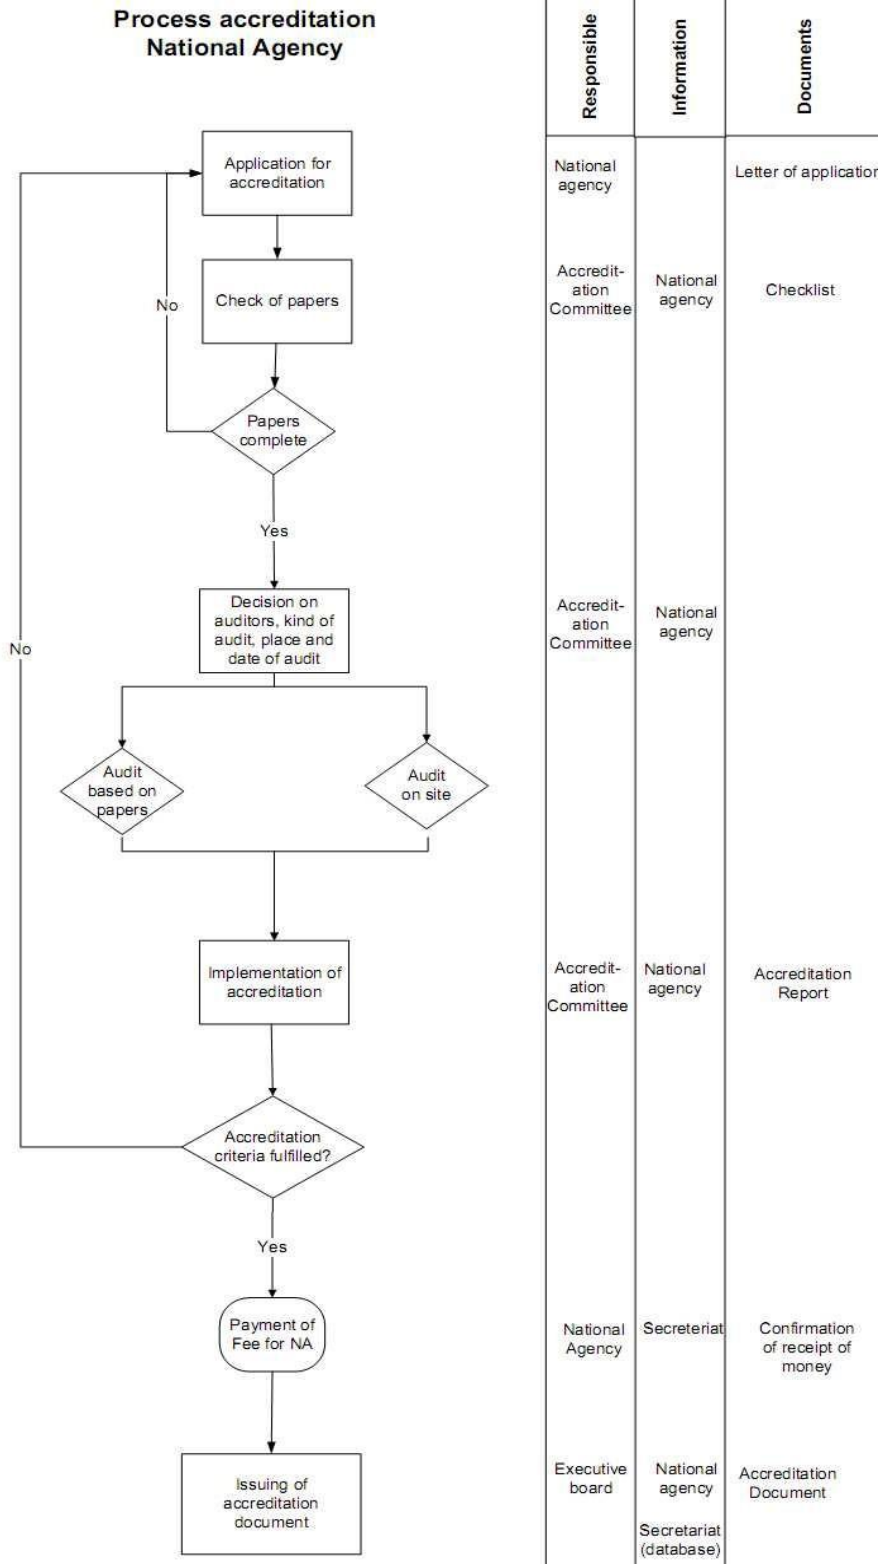 Process accreditation
National Agency
Responsible
Information
Documents
Application for
accreditation
National
agency
Letter of application
Check of papers
Accredit-
ation
Committee
National
agency
Checklist
No
Papers
complete
Yes
Decision on
auditors, kind of
audit, place and
date of audit
Accredit-
ation
Committee
National
agency
No
Audit
based on
papers
Audit
on site
Implementation of
accreditation
Accredit-
ation
Committee
National
agency
Accreditation
Report
Accreditation
criteria fulfilled?
Yes
Payment of
Fee for NA
National
Agency
Secreteriat
Confirmation
of receipt of
money
Issuing of
accreditation
document
Executive
board
National
agency
Secretariat
(database)
Accreditation
Document